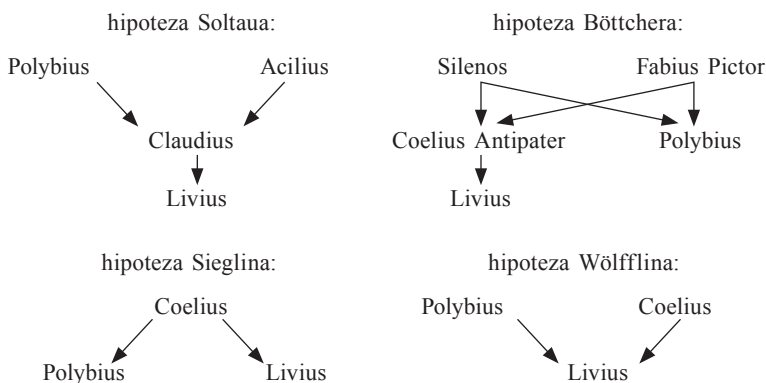 hipoteza Soltaua:
Polybius Acilius
Claudius
Livius
hipoteza Böttchera:
Silenos Fabius Pictor
Coelius Antipater Polybius
Livius
hipoteza Sieglina:
Coelius
Polybius Livius
hipoteza Wölfflina:
Polybius Coelius
Livius